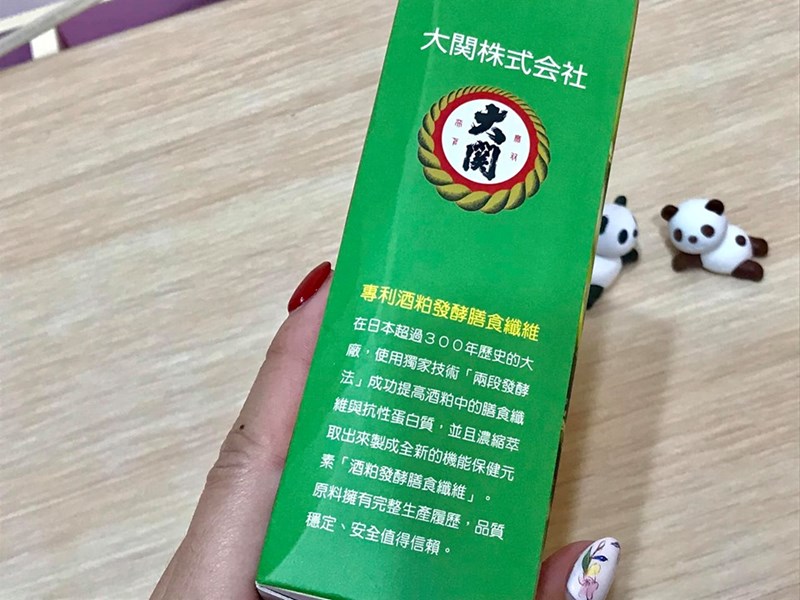 大関株式会社
大関
專利酒粕發酵膳食纖維
在日本超過300年歷史的大
廠，使用獨家技術「兩段發酵
法」成功提高酒粕中的膳食纖
維與抗性蛋白質，並且濃縮萃
取出來製成全新的機能保健元
素「酒粕發酵膳食纖維」。
原料擁有完整生產履歷，品質
穩定、安全值得信賴。